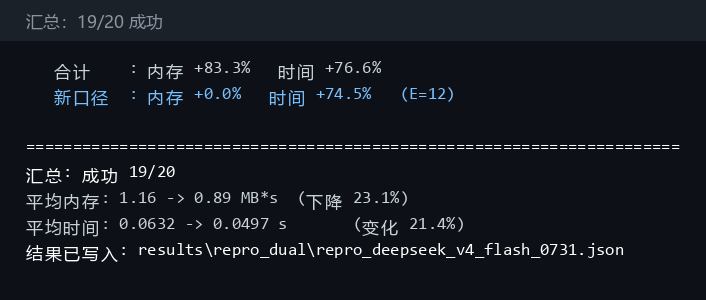 汇总: 19/20 成功
合计 : 内存 +83.3% 时间 +76.6%
新口径 : 内存 +0.0% 时间 +74.5% (E=12)
======================================================================
汇总: 成功 19/20
平均内存: 1.16 -> 0.89 MB*s (下降 23.1%)
平均时间: 0.0632 -> 0.0497 s (变化 21.4%)
结果已写入: results\repro_dual\repro_deepseek_v4_flash_0731.json